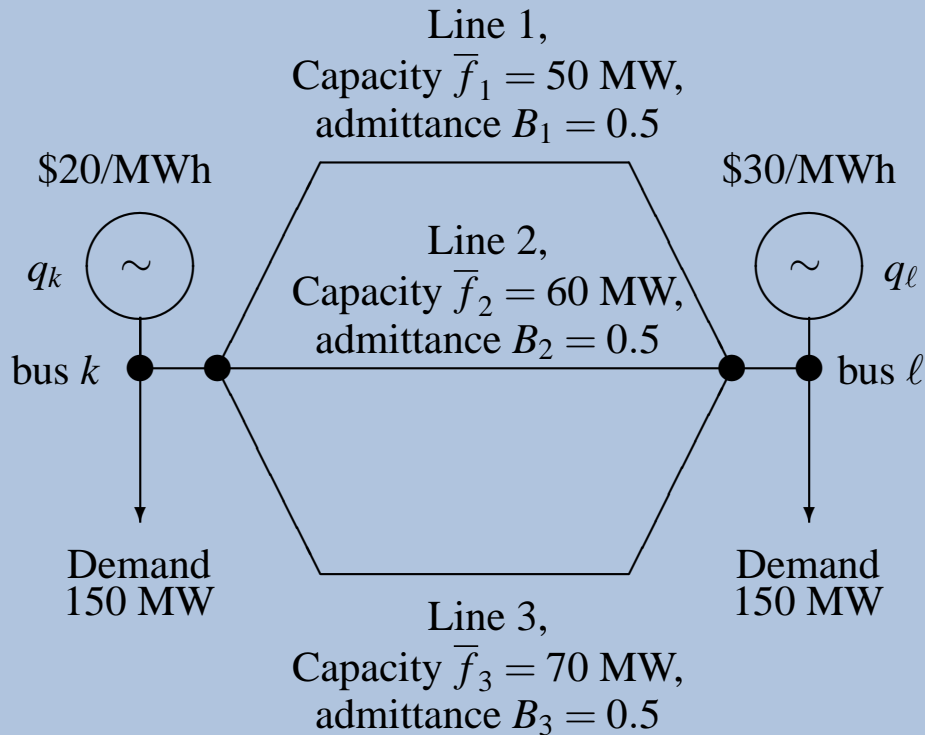 Line 1,
Capacity f̅₁ = 50 MW,
admittance B₁ = 0.5
$20/MWh
$30/MWh
qₖ
∼
Line 2,
Capacity f̅₂ = 60 MW,
admittance B₂ = 0.5
∼
q_ℓ
bus k
bus ℓ
Demand
150 MW
Demand
150 MW
Line 3,
Capacity f̅₃ = 70 MW,
admittance B₃ = 0.5